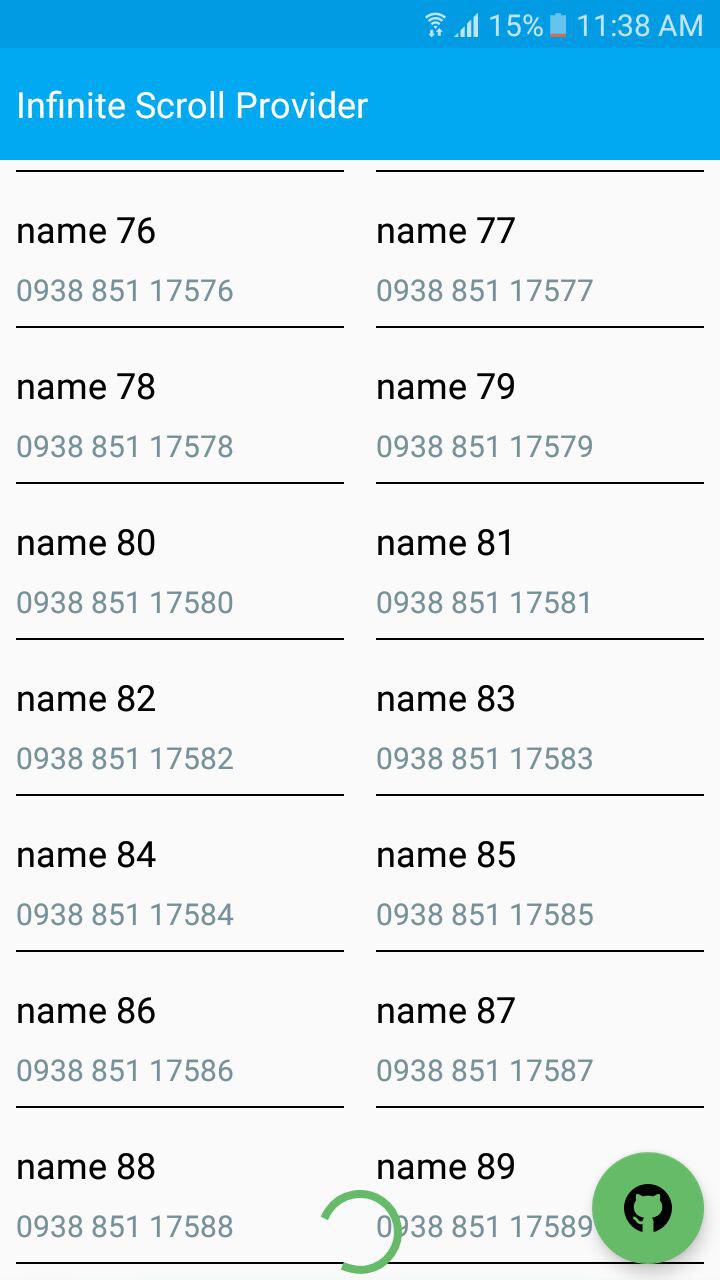 15% 11:38 AM
Infinite Scroll Provider
name 76 name 77
0938 851 17576 0938 851 17577
name 78 name 79
0938 851 17578 0938 851 17579
name 80 name 81
0938 851 17580 0938 851 17581
name 82 name 83
0938 851 17582 0938 851 17583
name 84 name 85
0938 851 17584 0938 851 17585
name 86 name 87
0938 851 17586 0938 851 17587
name 88 name 89
0938 851 17588 0938 851 17589